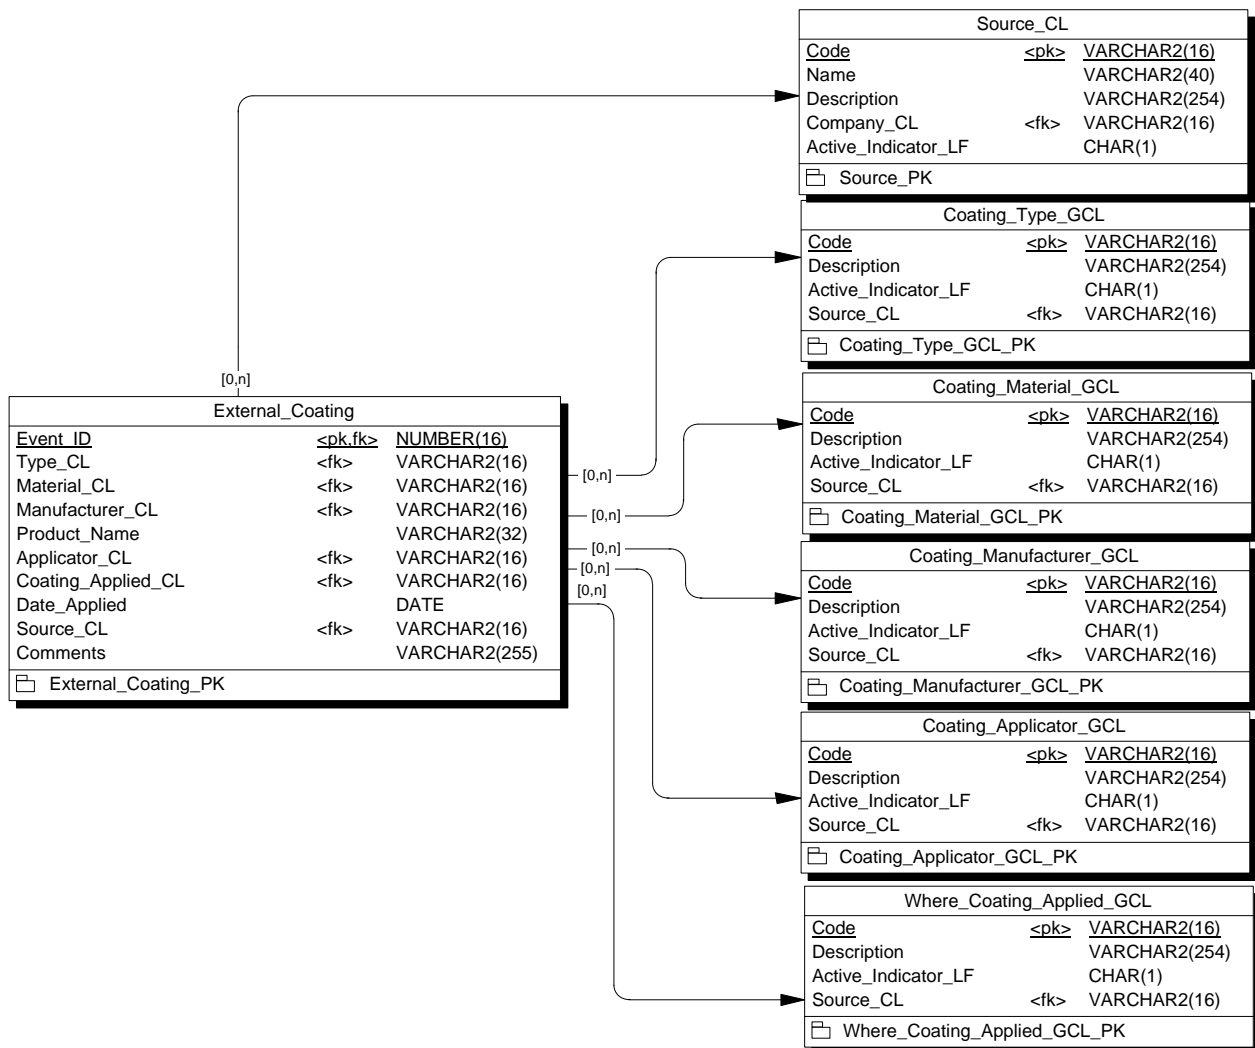 Source_CL
Code <pk> VARCHAR2(16)
Name VARCHAR2(40)
Description VARCHAR2(254)
Company_CL <fk> VARCHAR2(16)
Active_Indicator_LF CHAR(1)
Source_PK
Coating_Type_GCL
Code <pk> VARCHAR2(16)
Description VARCHAR2(254)
Active_Indicator_LF CHAR(1)
Source_CL <fk> VARCHAR2(16)
Coating_Type_GCL_PK
[0,n]
External_Coating
Event_ID <pk,fk> NUMBER(16)
Type_CL <fk> VARCHAR2(16)
Material_CL <fk> VARCHAR2(16)
Manufacturer_CL <fk> VARCHAR2(16)
Product_Name VARCHAR2(32)
Applicator_CL <fk> VARCHAR2(16)
Coating_Applied_CL <fk> VARCHAR2(16)
Date_Applied DATE
Source_CL <fk> VARCHAR2(16)
Comments VARCHAR2(255)
External_Coating_PK
[0,n]
[0,n]
[0,n]
[0,n]
[0,n]
Coating_Material_GCL
Code <pk> VARCHAR2(16)
Description VARCHAR2(254)
Active_Indicator_LF CHAR(1)
Source_CL <fk> VARCHAR2(16)
Coating_Material_GCL_PK
Coating_Manufacturer_GCL
Code <pk> VARCHAR2(16)
Description VARCHAR2(254)
Active_Indicator_LF CHAR(1)
Source_CL <fk> VARCHAR2(16)
Coating_Manufacturer_GCL_PK
Coating_Applicator_GCL
Code <pk> VARCHAR2(16)
Description VARCHAR2(254)
Active_Indicator_LF CHAR(1)
Source_CL <fk> VARCHAR2(16)
Coating_Applicator_GCL_PK
Where_Coating_Applied_GCL
Code <pk> VARCHAR2(16)
Description VARCHAR2(254)
Active_Indicator_LF CHAR(1)
Source_CL <fk> VARCHAR2(16)
Where_Coating_Applied_GCL_PK